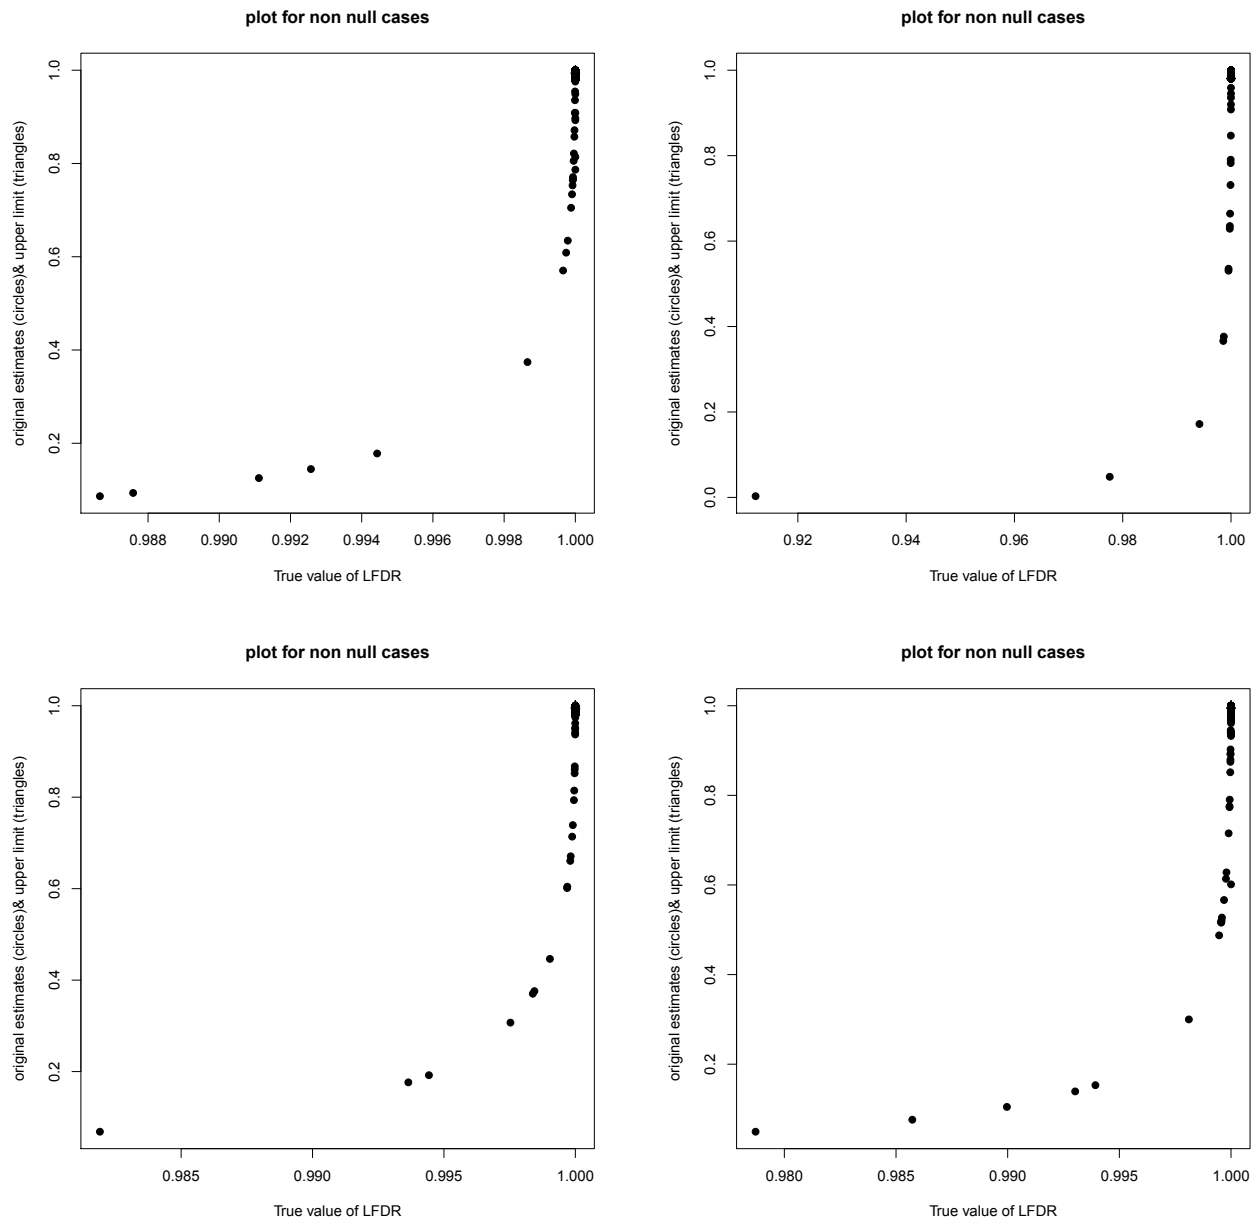 plot for non null cases
original estimates (circles)& upper limit (triangles)
1.0
0.8
0.6
0.4
0.2
0.988 0.990 0.992 0.994 0.996 0.998 1.000
True value of LFDR
plot for non null cases
original estimates (circles)& upper limit (triangles)
1.0
0.8
0.6
0.4
0.2
0.0
0.92 0.94 0.96 0.98 1.00
True value of LFDR
plot for non null cases
original estimates (circles)& upper limit (triangles)
1.0
0.8
0.6
0.4
0.2
0.985 0.990 0.995 1.000
True value of LFDR
plot for non null cases
original estimates (circles)& upper limit (triangles)
1.0
0.8
0.6
0.4
0.2
0.980 0.985 0.990 0.995 1.000
True value of LFDR